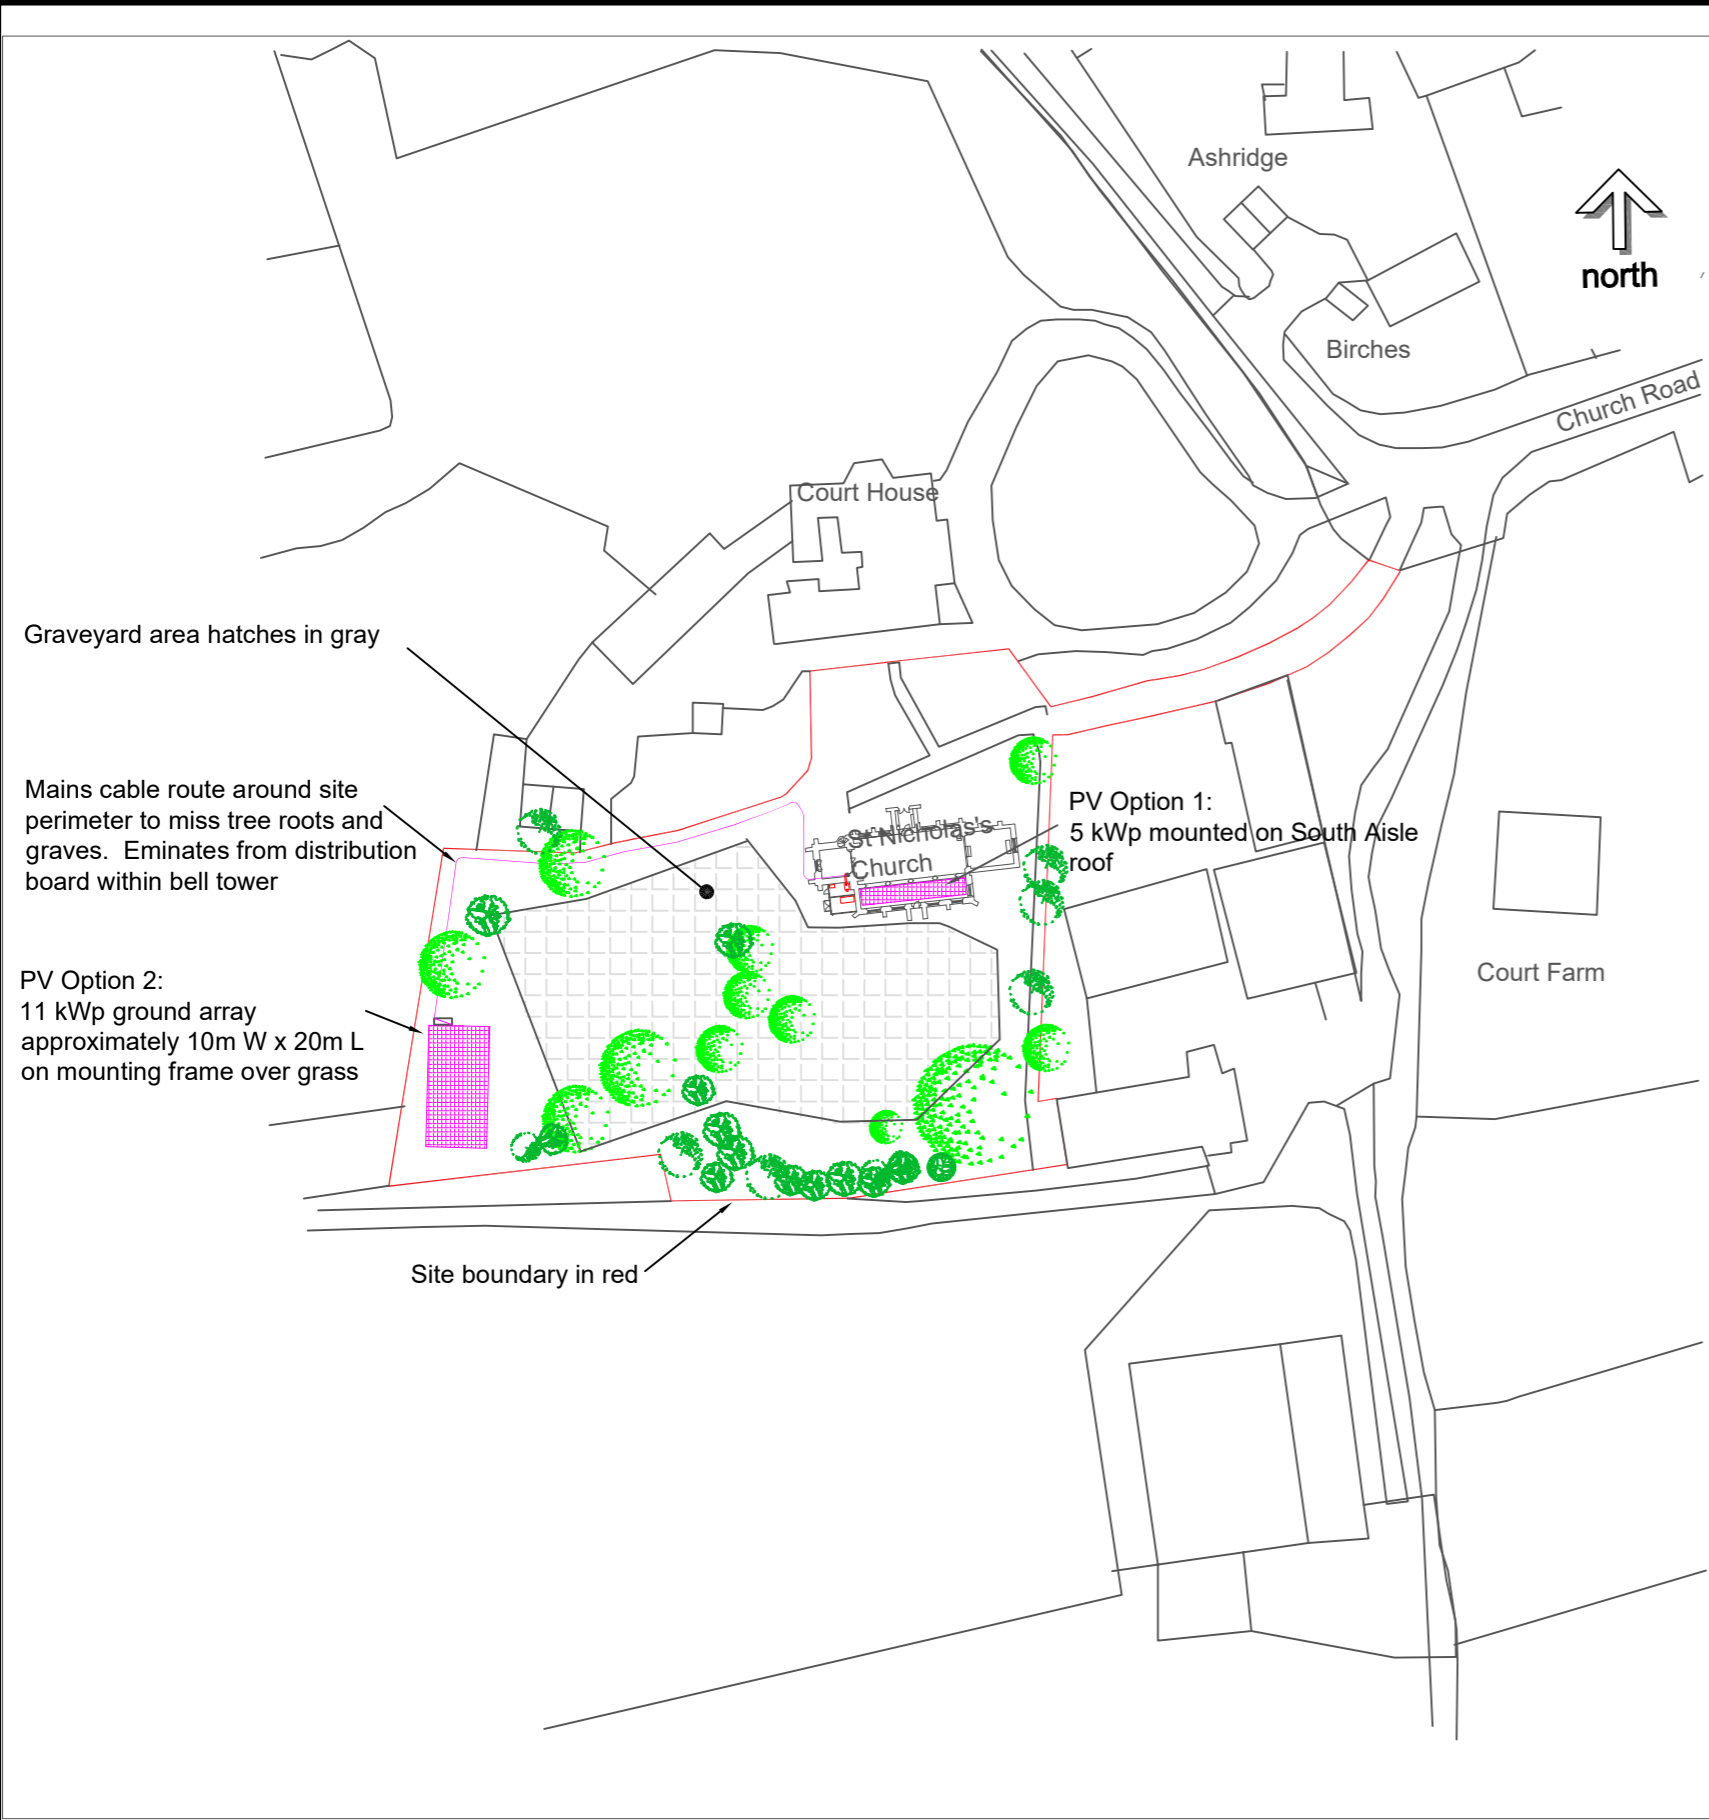 Ashridge
north
Birches
Church Road
Court House
Graveyard area hatches in gray
Mains cable route around site
perimeter to miss tree roots and
graves.  Eminates from distribution
board within bell tower
PV Option 1:
5 kWp mounted on South Aisle
roof
St Nicholas's
Church
PV Option 2:
11 kWp ground array
approximately 10m W x 20m L
on mounting frame over grass
Court Farm
Site boundary in red